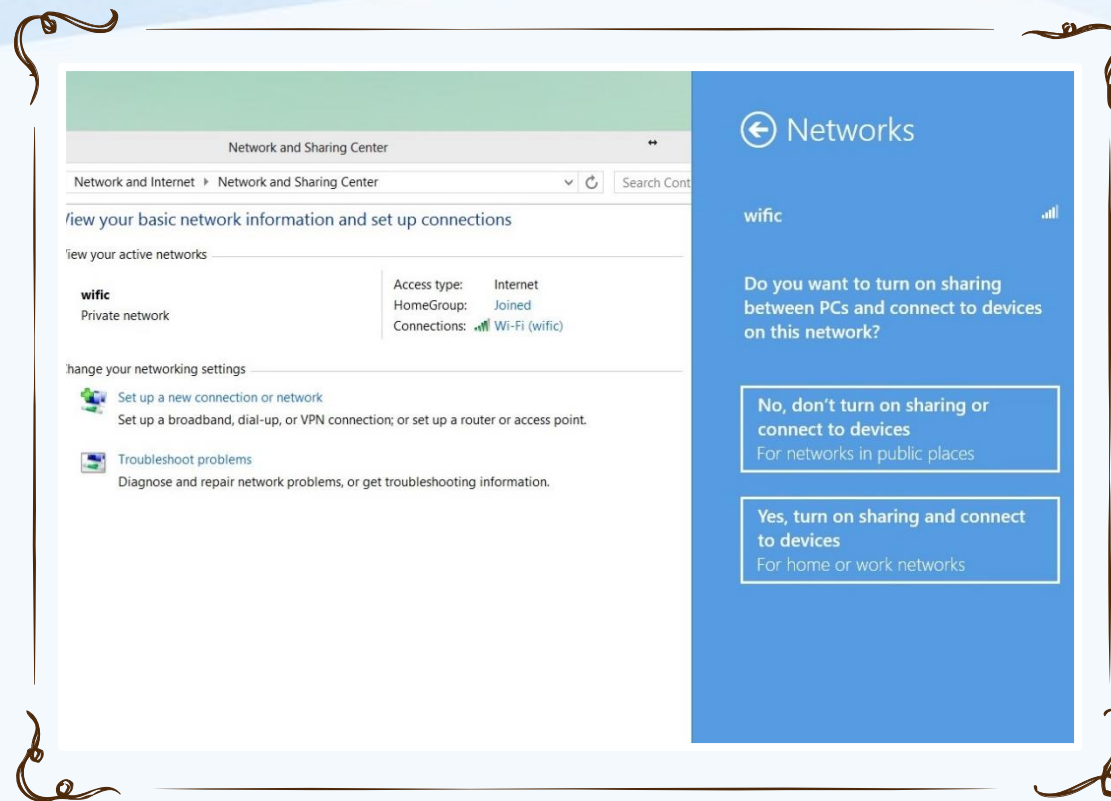 Network and Sharing Center
Network and Internet ▸ Network and Sharing Center
Search Cont
iew your basic network information and set up connections
iew your active networks
wific
Private network
Access type: Internet
HomeGroup: Joined
Connections: Wi-Fi (wific)
hange your networking settings
Set up a new connection or network
Set up a broadband, dial-up, or VPN connection; or set up a router or access point.
Troubleshoot problems
Diagnose and repair network problems, or get troubleshooting information.
Networks
wific
Do you want to turn on sharing
between PCs and connect to devices
on this network?
No, don’t turn on sharing or
connect to devices
For networks in public places
Yes, turn on sharing and connect
to devices
For home or work networks